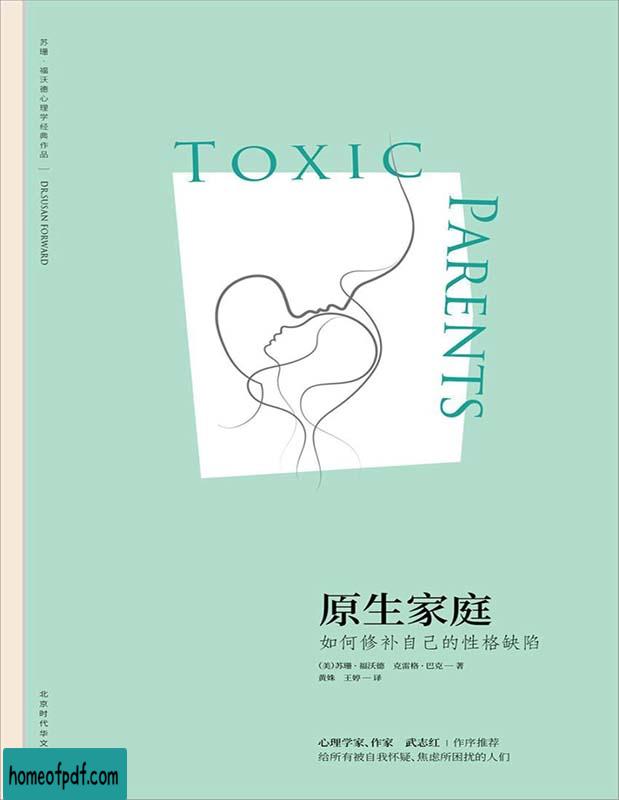 苏珊·福沃德心理学经典作品
DR.SUSAN FORWARD
TOXIC
PARENTS
原生家庭
如何修补自己的性格缺陷
(美)苏珊·福沃德 克雷格·巴克—著
黄姝 王婷—译
心理学家、作家 武志红 | 作序推荐
给所有被自我怀疑、焦虑所困扰的人们
北京时代华文
homeofpdf.com